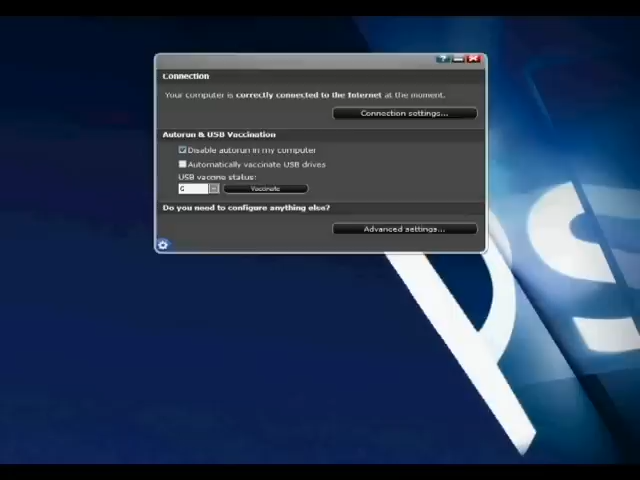 Connection
Your computer is correctly connected to the Internet at the moment.
Connection settings...
Autorun & USB Vaccination
Disable autorun in my computer
Automatically vaccinate USB drives
USB vaccine status:
G
Vaccinate
Do you need to configure anything else?
Advanced settings...